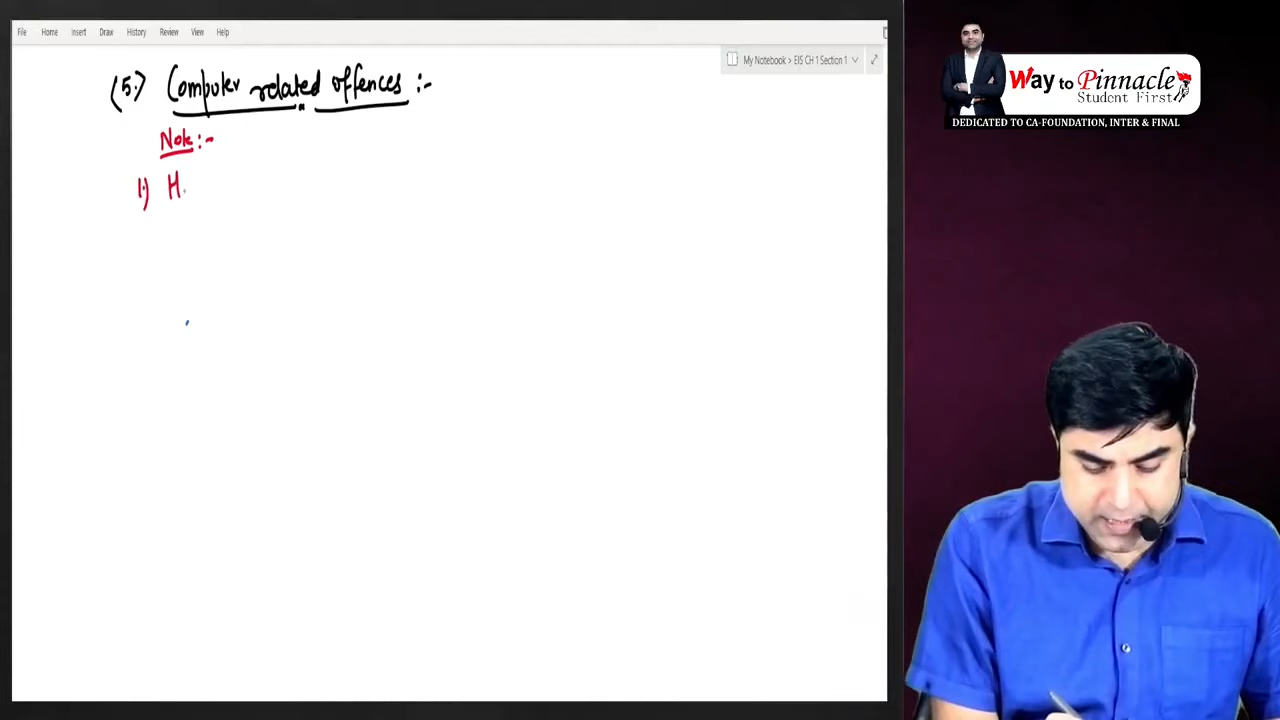 File Home Insert Draw History Review View Help
My Notebook > EIS CH 1 Section 1
(5.) Computer related offences :-
Note :-
1.) H
Way to Pinnacle
Student First
DEDICATED TO CA-FOUNDATION, INTER & FINAL